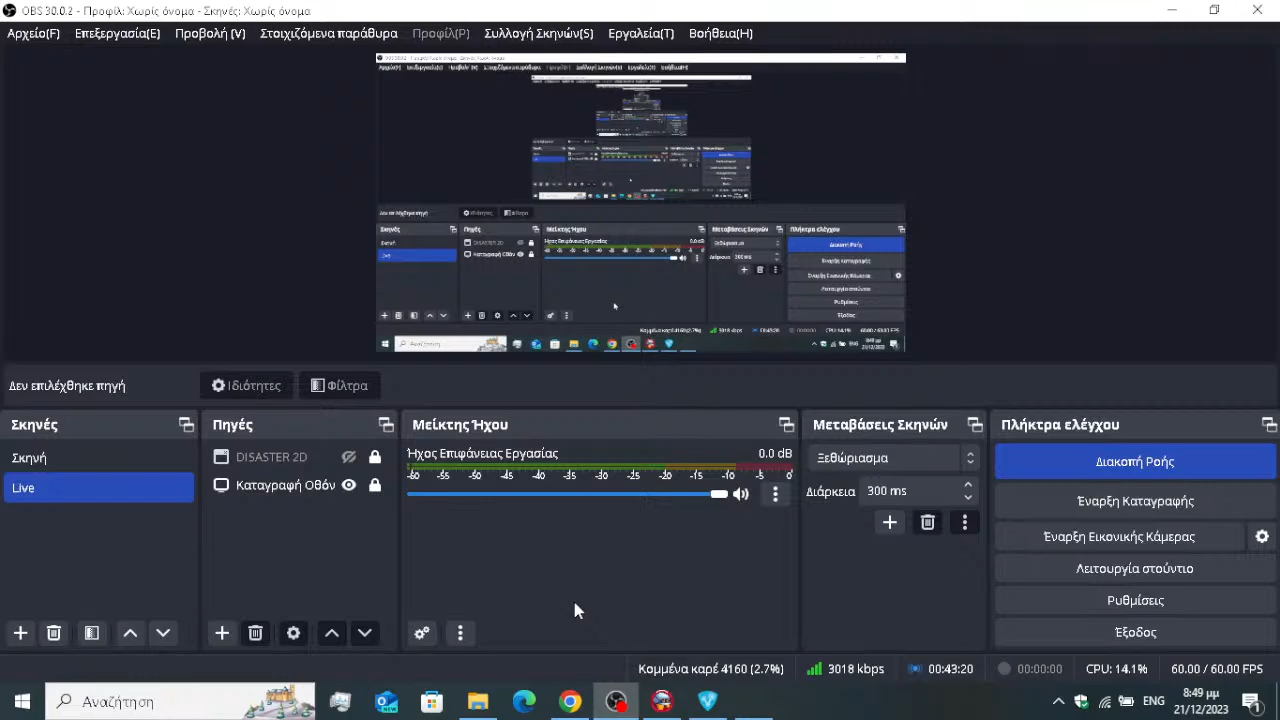 OBS 30.0.2 - Προφίλ: Χωρίς όνομα - Σκηνές: Χωρίς όνομα
Αρχείο(F) Επεξεργασία(E) Προβολή (V) Στοιχιζόμενα παράθυρα Προφίλ(P) Συλλογή Σκηνών(S) Εργαλεία(T) Βοήθεια(H)
Δεν επιλέχθηκε πηγή Ιδιότητες Φίλτρα
Σκηνές Πηγές Μείκτης Ήχου Μεταβάσεις Σκηνών Πλήκτρα ελέγχου
Σκηνή
Live
DISASTER 2D
Καταγραφή Οθόν
Ήχος Επιφάνειας Εργασίας 0.0 dB
-60 -55 -50 -45 -40 -35 -30 -25 -20 -15 -10 -5 0
Ξεθώριασμα
Διάρκεια 300 ms
Διακοπή Ροής
Έναρξη Καταγραφής
Έναρξη Εικονικής Κάμερας
Λειτουργία στούντιο
Ρυθμίσεις
Έξοδος
Κομμένα καρέ 4160 (2.7%) 3018 kbps 00:43:20 00:00:00 CPU: 14.1% 60.00 / 60.00 FPS
Αναζήτηση
NEW
ΕΝG
8:49 μμ
21/12/2023
1